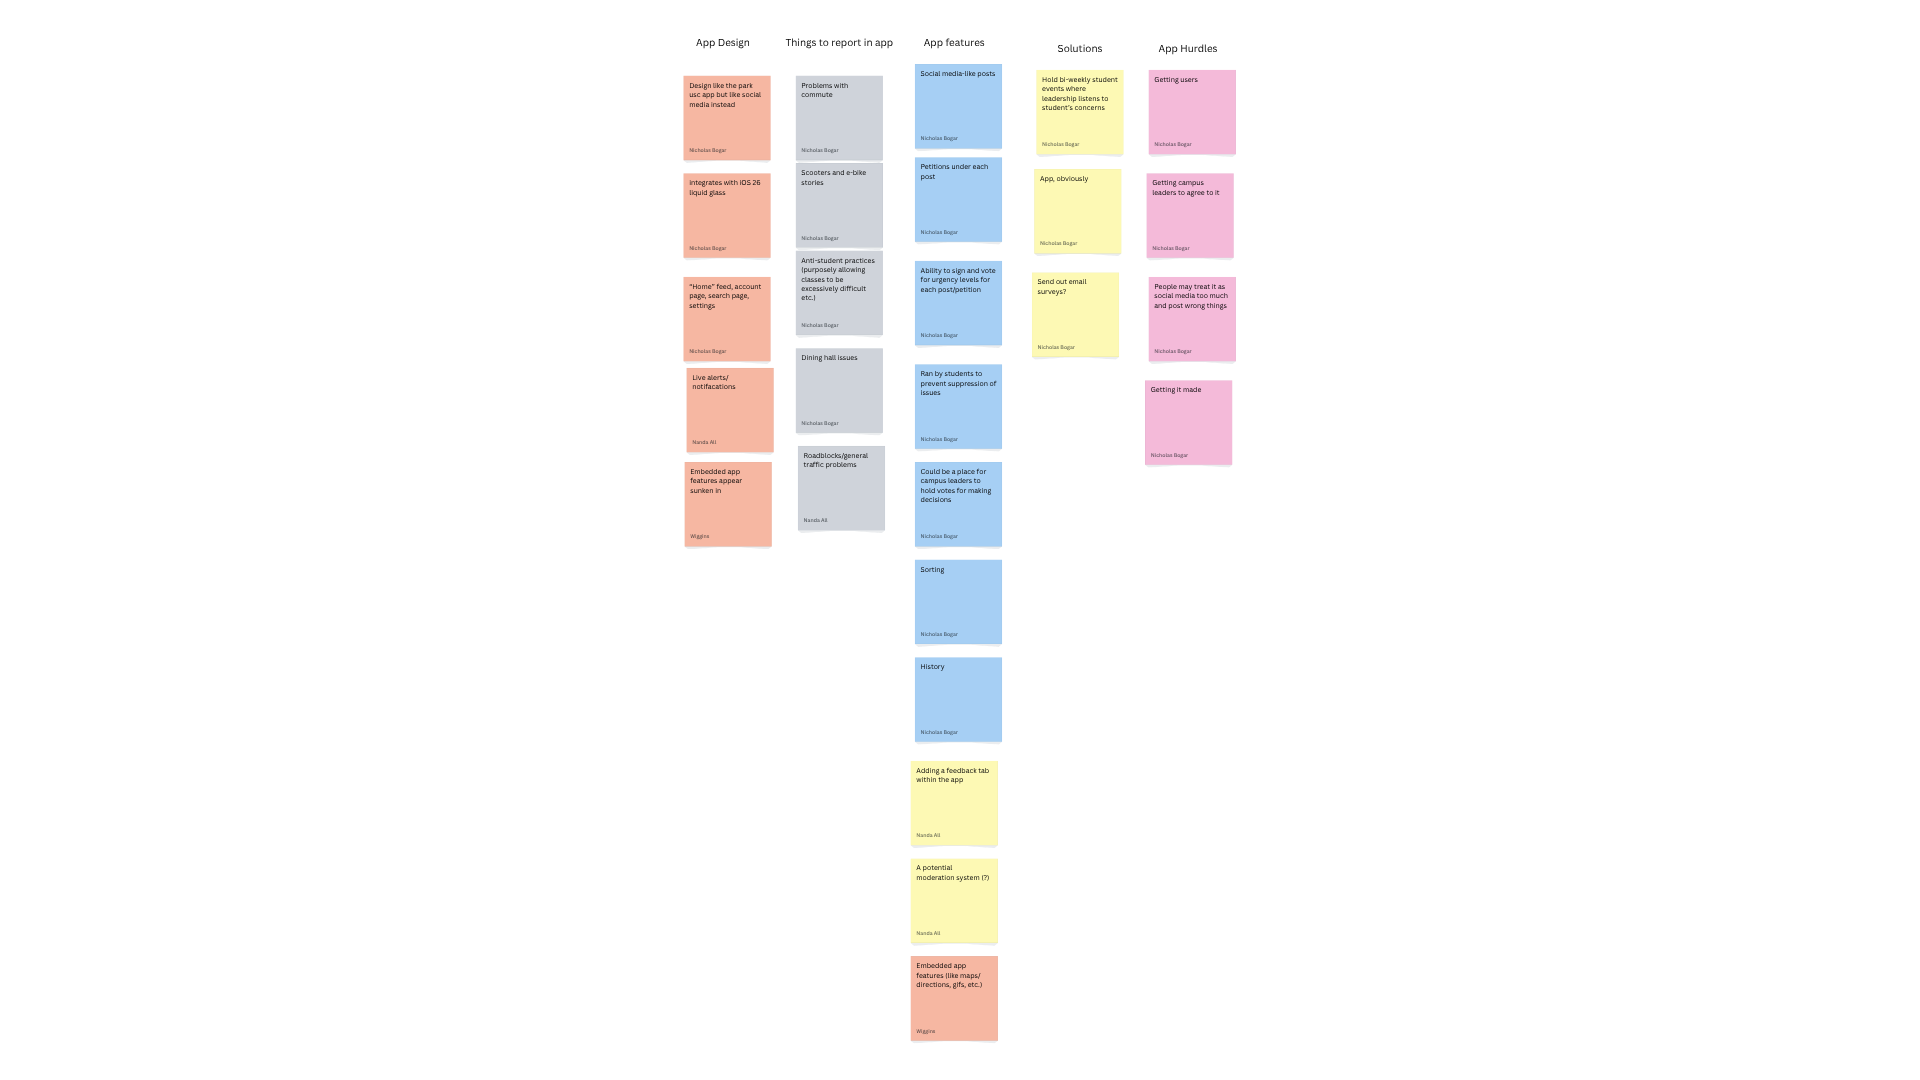 App Design
Design like the park
usc app but like social
media instead
Nicholas Bogar
Integrates with iOS 26
liquid glass
Nicholas Bogar
"Home" feed, account
page, search page,
settings
Nicholas Bogar
Live alerts/
notifacations
Nanda Ali
Embedded app
features appear
sunken in
Wiggins
Things to report in app
Problems with
commute
Nicholas Bogar
Scooters and e-bike
stories
Nicholas Bogar
Anti-student practices
(purposely allowing
classes to be
excessively difficult
etc.)
Nicholas Bogar
Dining hall issues
Nicholas Bogar
Roadblocks/general
traffic problems
Nanda Ali
App features
Social media-like posts
Nicholas Bogar
Petitions under each
post
Nicholas Bogar
Ability to sign and vote
for urgency levels for
each post/petition
Nicholas Bogar
Ran by students to
prevent suppression of
issues
Nicholas Bogar
Could be a place for
campus leaders to
hold votes for making
decisions
Nicholas Bogar
Sorting
Nicholas Bogar
History
Nicholas Bogar
Adding a feedback tab
within the app
Nanda Ali
A potential
moderation system (?)
Nanda Ali
Embedded app
features (like maps/
directions, gifs, etc.)
Wiggins
Solutions
Hold bi-weekly student
events where
leadership listens to
student's concerns
Nicholas Bogar
App, obviously
Nicholas Bogar
Send out email
surveys?
Nicholas Bogar
App Hurdles
Getting users
Nicholas Bogar
Getting campus
leaders to agree to it
Nicholas Bogar
People may treat it as
social media too much
and post wrong things
Nicholas Bogar
Getting it made
Nicholas Bogar